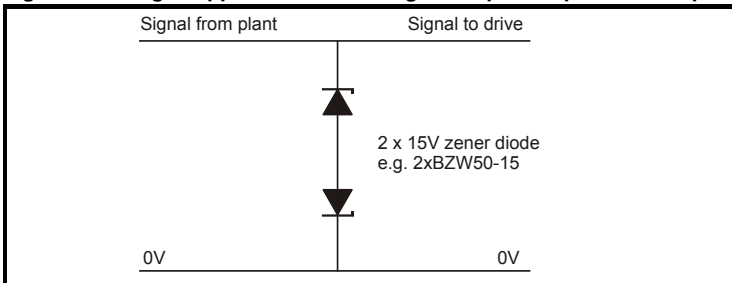 Signal from plant Signal to drive
2 x 15V zener diode
e.g. 2xBZW50-15
0V 0V